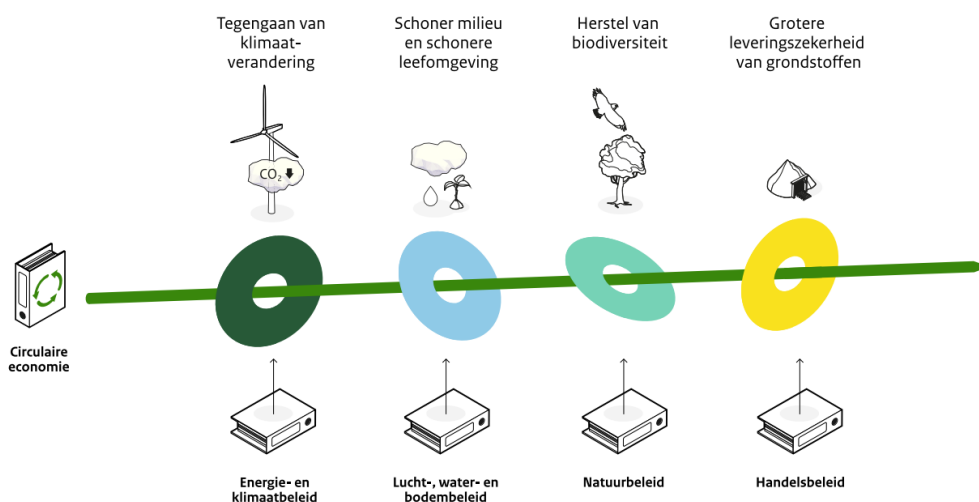 Tegengaan van
klimaat-
verandering
Schoner milieu
en schonere
leefomgeving
Herstel van
biodiversiteit
Grotere
leveringszekerheid
van grondstoffen
CO₂
Circulaire
economie
Energie- en
klimaatbeleid
Lucht-, water- en
bodembeleid
Natuurbeleid
Handelsbeleid